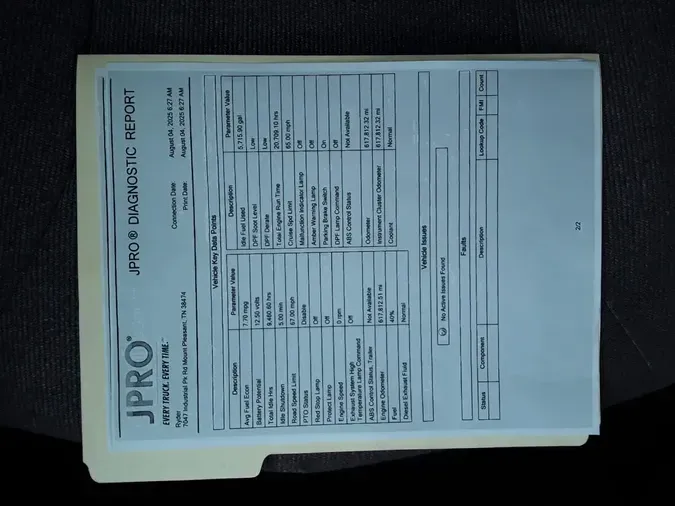 JPRO®
JPRO ® DIAGNOSTIC REPORT
EVERY TRUCK. EVERY TIME.™
Ryder
7047 Industrial Pk Rd Mount Pleasant, TN 38474
Connection Date: August 04, 2025 6:27 AM
Print Date: August 04, 2025 6:27 AM
Vehicle Key Data Points
Description Parameter Value Description Parameter Value
Avg Fuel Econ 7.70 mpg Idle Fuel Used 5,715.90 gal
Battery Potential 12.50 volts DPF Soot Level Low
Total Idle Hrs 9,460.60 hrs DPF Derate Low
Idle Shutdown 5.00 min Total Engine Run Time 20,709.10 hrs
Road Speed Limit 67.00 mph Cruise Spd Limit 65.00 mph
PTO Status Disable Malfunction Indicator Lamp Off
Red Stop Lamp Off Amber Warning Lamp Off
Protect Lamp Off Parking Brake Switch On
Engine Speed 0 rpm DPF Lamp Command Off
Exhaust System High Temperature Lamp Command Off ABS Control Status Not Available
ABS Control Status, Trailer Not Available Odometer 617,812.32 mi
Engine Odometer 617,812.51 mi Instrument Cluster Odometer 617,812.32 mi
Fuel 40% Coolant Normal
Diesel Exhaust Fluid Normal
Vehicle Issues
No Active Issues Found
Faults
Status Component Description Lookup Code FMI Count
2/2